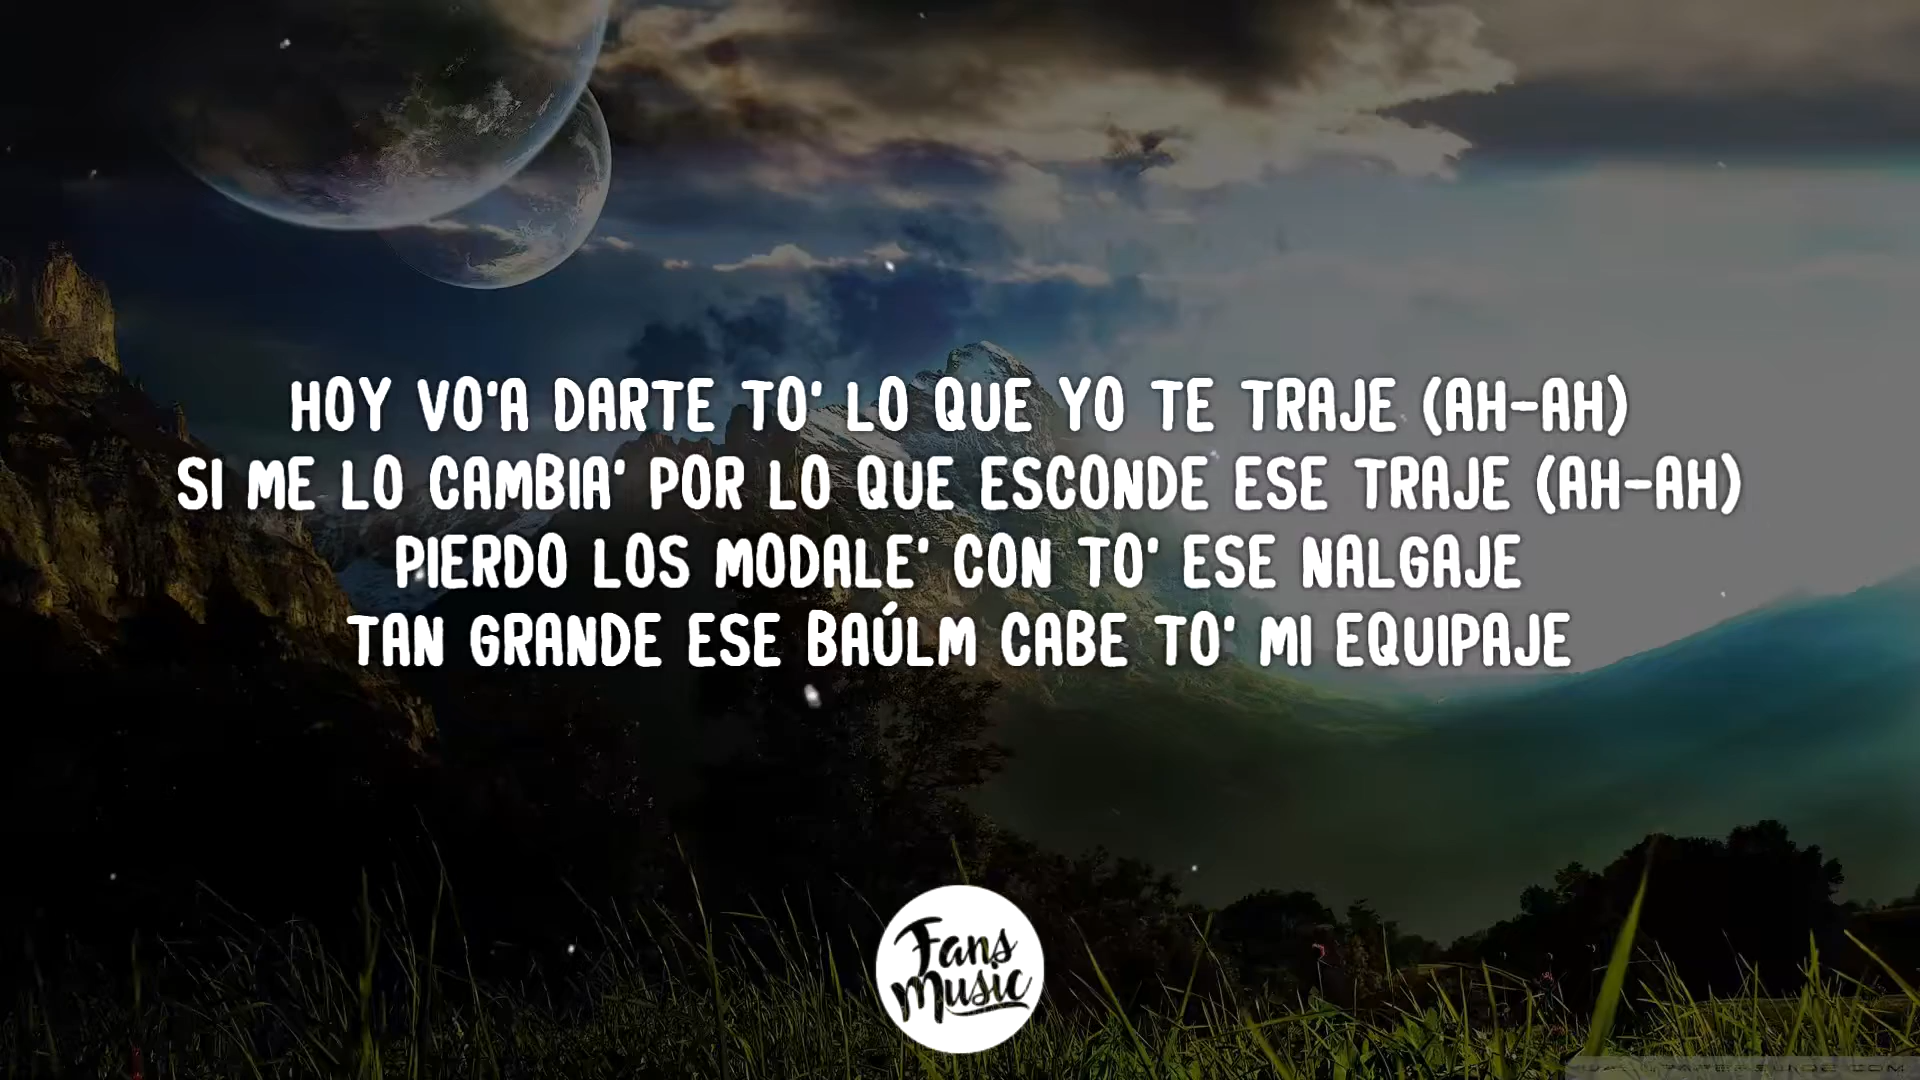 HOY VO'A DARTE TO' LO QUE YO TE TRAJE (AH-AH)
SI ME LO CAMBIA' POR LO QUE ESCONDE ESE TRAJE (AH-AH)
PIERDO LOS MODALE' CON TO' ESE NALGAJE
TAN GRANDE ESE BAÚLM CABE TO' MI EQUIPAJE
Fans
Music